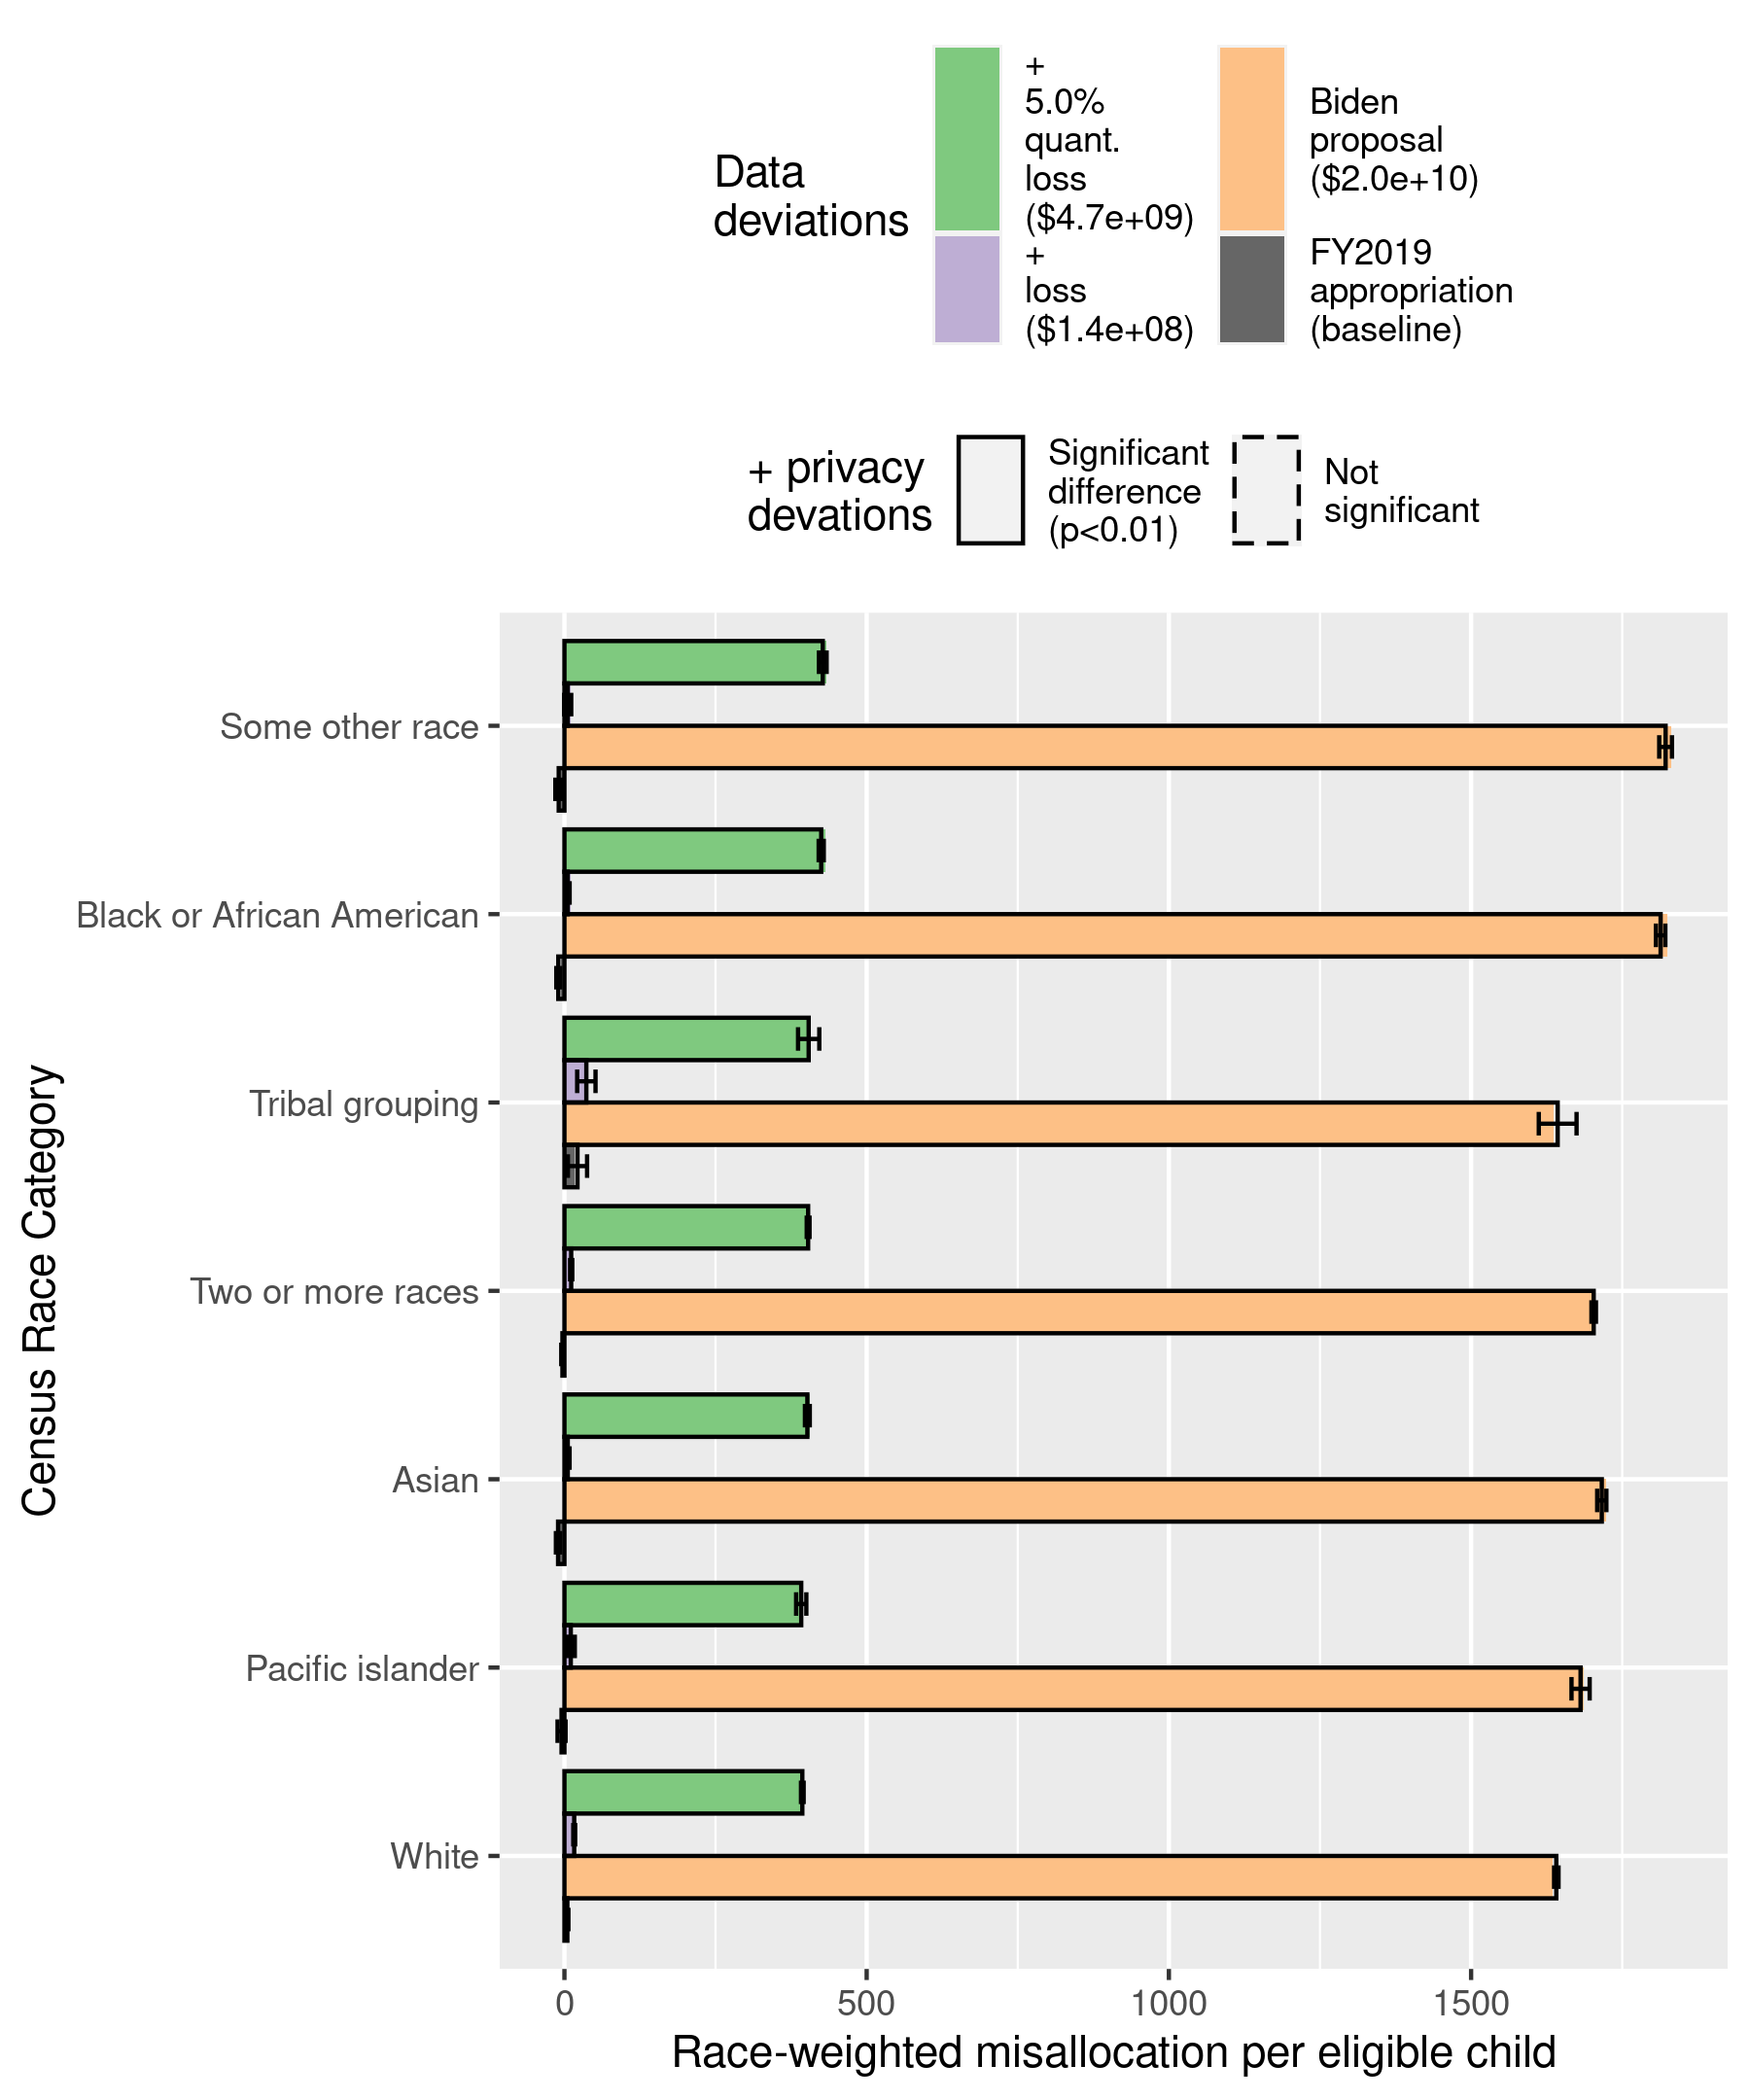 Data
deviations
+
5.0%
quant.
loss
($4.7e+09)
+
loss
($1.4e+08)
Biden
proposal
($2.0e+10)
FY2019
appropriation
(baseline)
+ privacy
devations
Significant
difference
(p<0.01)
Not
significant
Census Race Category
Some other race
Black or African American
Tribal grouping
Two or more races
Asian
Pacific islander
White
0 500 1000 1500
Race-weighted misallocation per eligible child